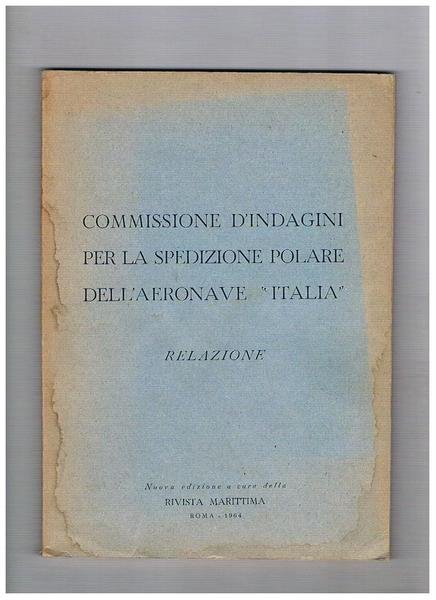 COMMISSIONE D'INDAGINI
PER LA SPEDIZIONE POLARE
DELL'AERONAVE "ITALIA"
RELAZIONE
Nuova edizione a cura della
RIVISTA MARITTIMA
ROMA - 1964